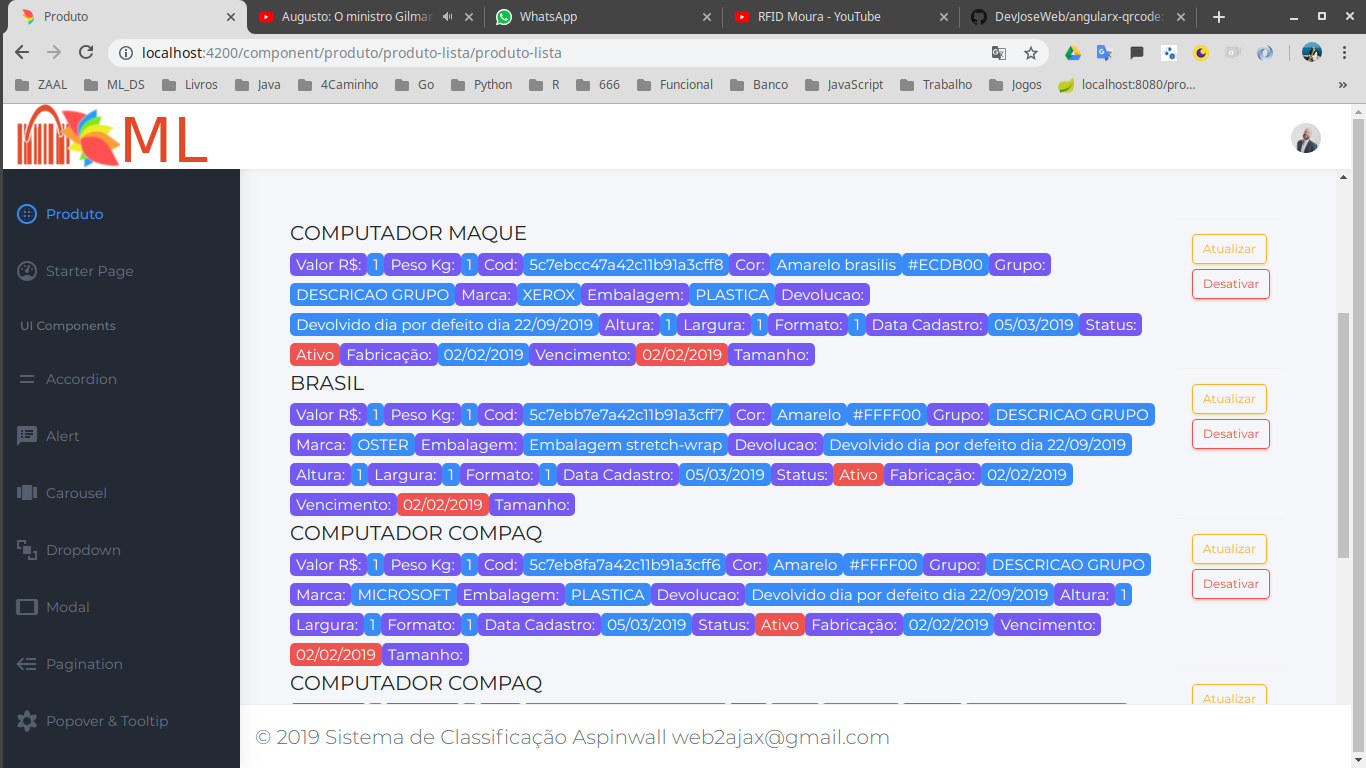 Produto
Augusto: O ministro Gilmar
WhatsApp
RFID Moura - YouTube
DevJoseWeb/angularx-qrcode:
localhost:4200/component/produto/produto-lista/produto-lista
ZAAL ML_DS Livros Java 4Caminho Go Python R 666 Funcional Banco JavaScript Trabalho Jogos localhost:8080/pro... »
ML
Produto
Starter Page
UI Components
Accordion
Alert
Carousel
Dropdown
Modal
Pagination
Popover & Tooltip
COMPUTADOR MAQUE
Valor R$: 1 Peso Kg: 1 Cod: 5c7ebcc47a42c11b91a3cff8 Cor: Amarelo brasilis #ECDB00 Grupo:
DESCRICAO GRUPO Marca: XEROX Embalagem: PLASTICA Devolucao:
Devolvido dia por defeito dia 22/09/2019 Altura: 1 Largura: 1 Formato: 1 Data Cadastro: 05/03/2019 Status:
Ativo Fabricação: 02/02/2019 Vencimento: 02/02/2019 Tamanho:
Atualizar
Desativar
BRASIL
Valor R$: 1 Peso Kg: 1 Cod: 5c7ebb7e7a42c11b91a3cff7 Cor: Amarelo #FFFF00 Grupo: DESCRICAO GRUPO
Marca: OSTER Embalagem: Embalagem stretch-wrap Devolucao: Devolvido dia por defeito dia 22/09/2019
Altura: 1 Largura: 1 Formato: 1 Data Cadastro: 05/03/2019 Status: Ativo Fabricação: 02/02/2019
Vencimento: 02/02/2019 Tamanho:
Atualizar
Desativar
COMPUTADOR COMPAQ
Valor R$: 1 Peso Kg: 1 Cod: 5c7eb8fa7a42c11b91a3cff6 Cor: Amarelo #FFFF00 Grupo: DESCRICAO GRUPO
Marca: MICROSOFT Embalagem: PLASTICA Devolucao: Devolvido dia por defeito dia 22/09/2019 Altura: 1
Largura: 1 Formato: 1 Data Cadastro: 05/03/2019 Status: Ativo Fabricação: 02/02/2019 Vencimento:
02/02/2019 Tamanho:
Atualizar
Desativar
COMPUTADOR COMPAQ
Atualizar
© 2019 Sistema de Classificação Aspinwall web2ajax@gmail.com